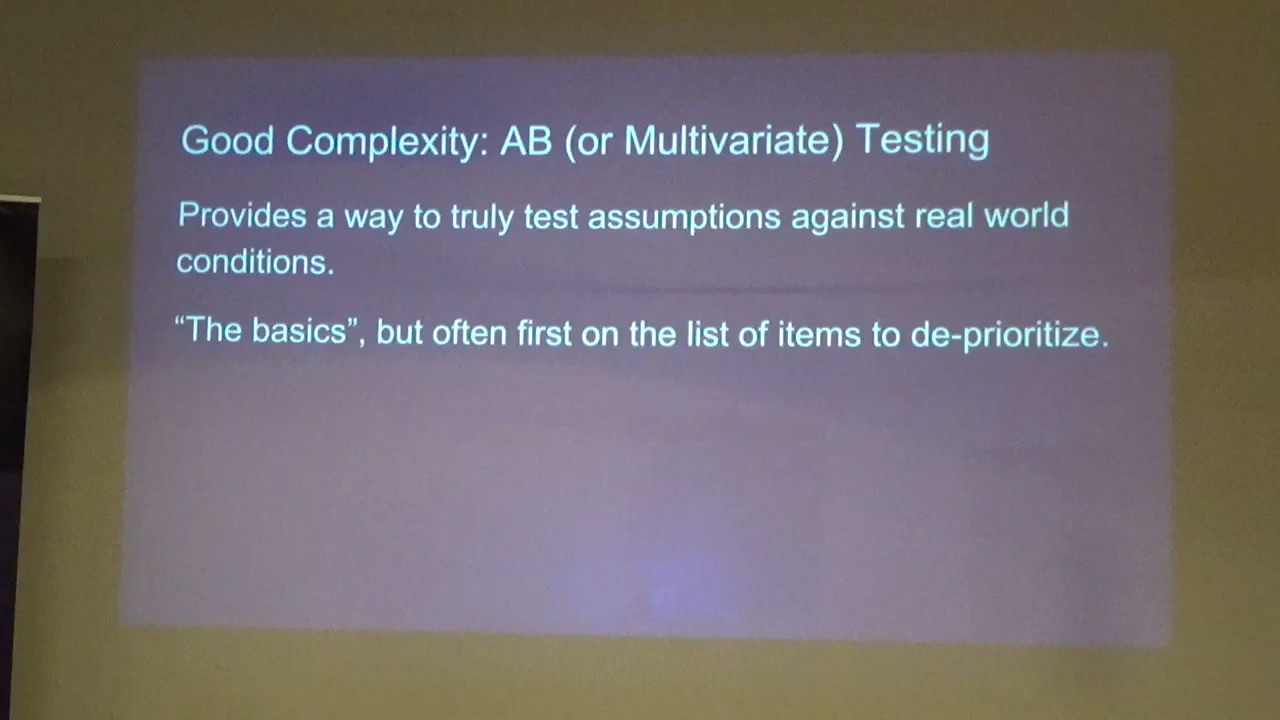 Good Complexity: AB (or Multivariate) Testing
Provides a way to truly test assumptions against real world
conditions.
“The basics”, but often first on the list of items to de-prioritize.